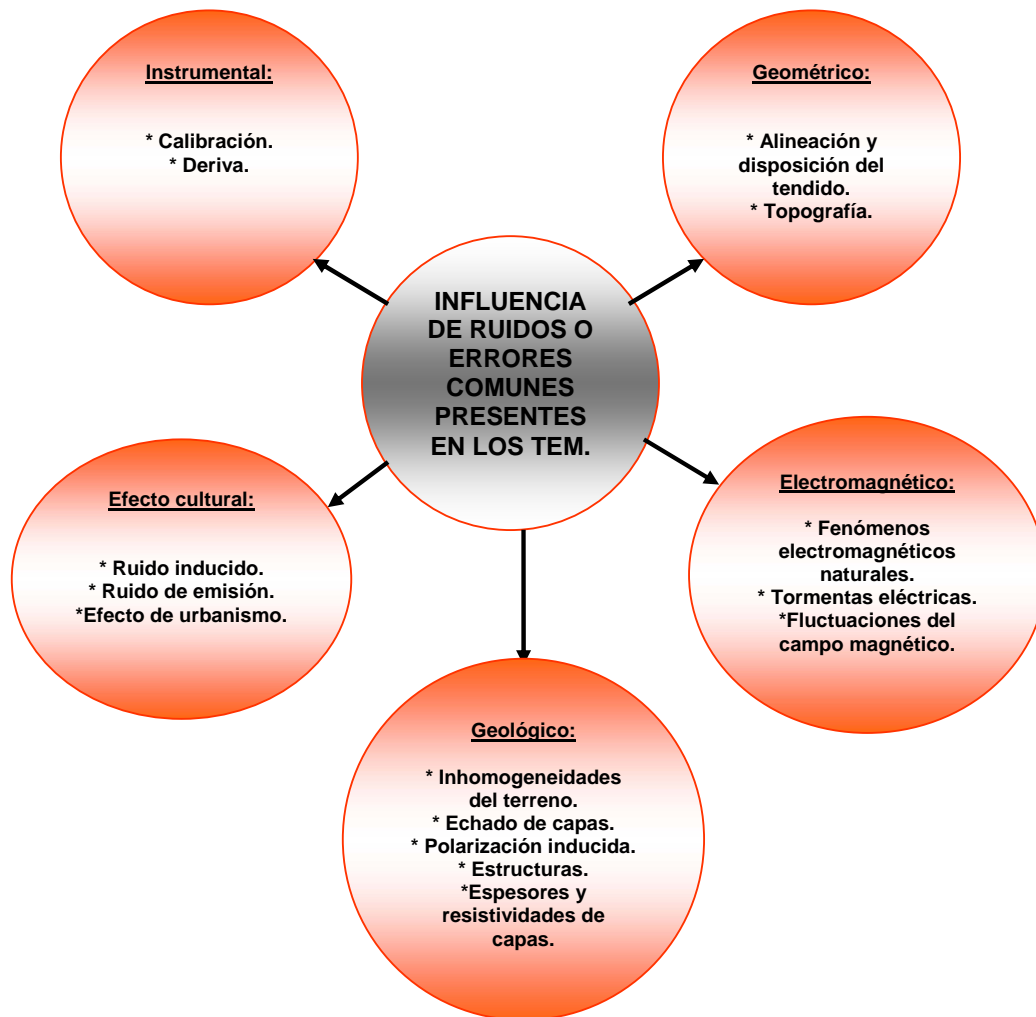 Instrumental:
* Calibración.
* Deriva.
Geométrico:
* Alineación y
disposición del
tendido.
* Topografía.
INFLUENCIA
DE RUIDOS O
ERRORES
COMUNES
PRESENTES
EN LOS TEM.
Efecto cultural:
* Ruido inducido.
* Ruido de emisión.
*Efecto de urbanismo.
Electromagnético:
* Fenómenos
electromagnéticos
naturales.
* Tormentas eléctricas.
*Fluctuaciones del
campo magnético.
Geológico:
* Inhomogeneidades
del terreno.
* Echado de capas.
* Polarización inducida.
* Estructuras.
*Espesores y
resistividades de
capas.